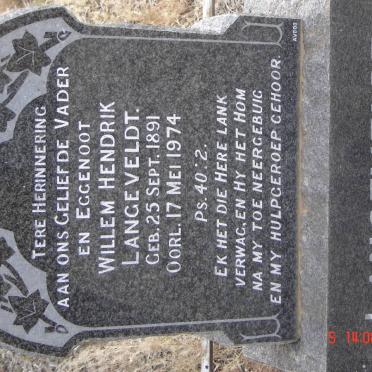 TERE HERINNERING
AAN ONS GELIEFDE VADER
EN EGGENOOT
WILLEM HENDRIK
LANGEVELDT.
GEB. 25 SEPT. 1891
OORL. 17 MEI 1974
PS. 40:2.
EK HET DIE HERE LANK
VERWAG, EN HY HET HOM
NA MY TOE NEERGEBUIG
EN MY HULPGEROEP GEHOOR.
AVBOB